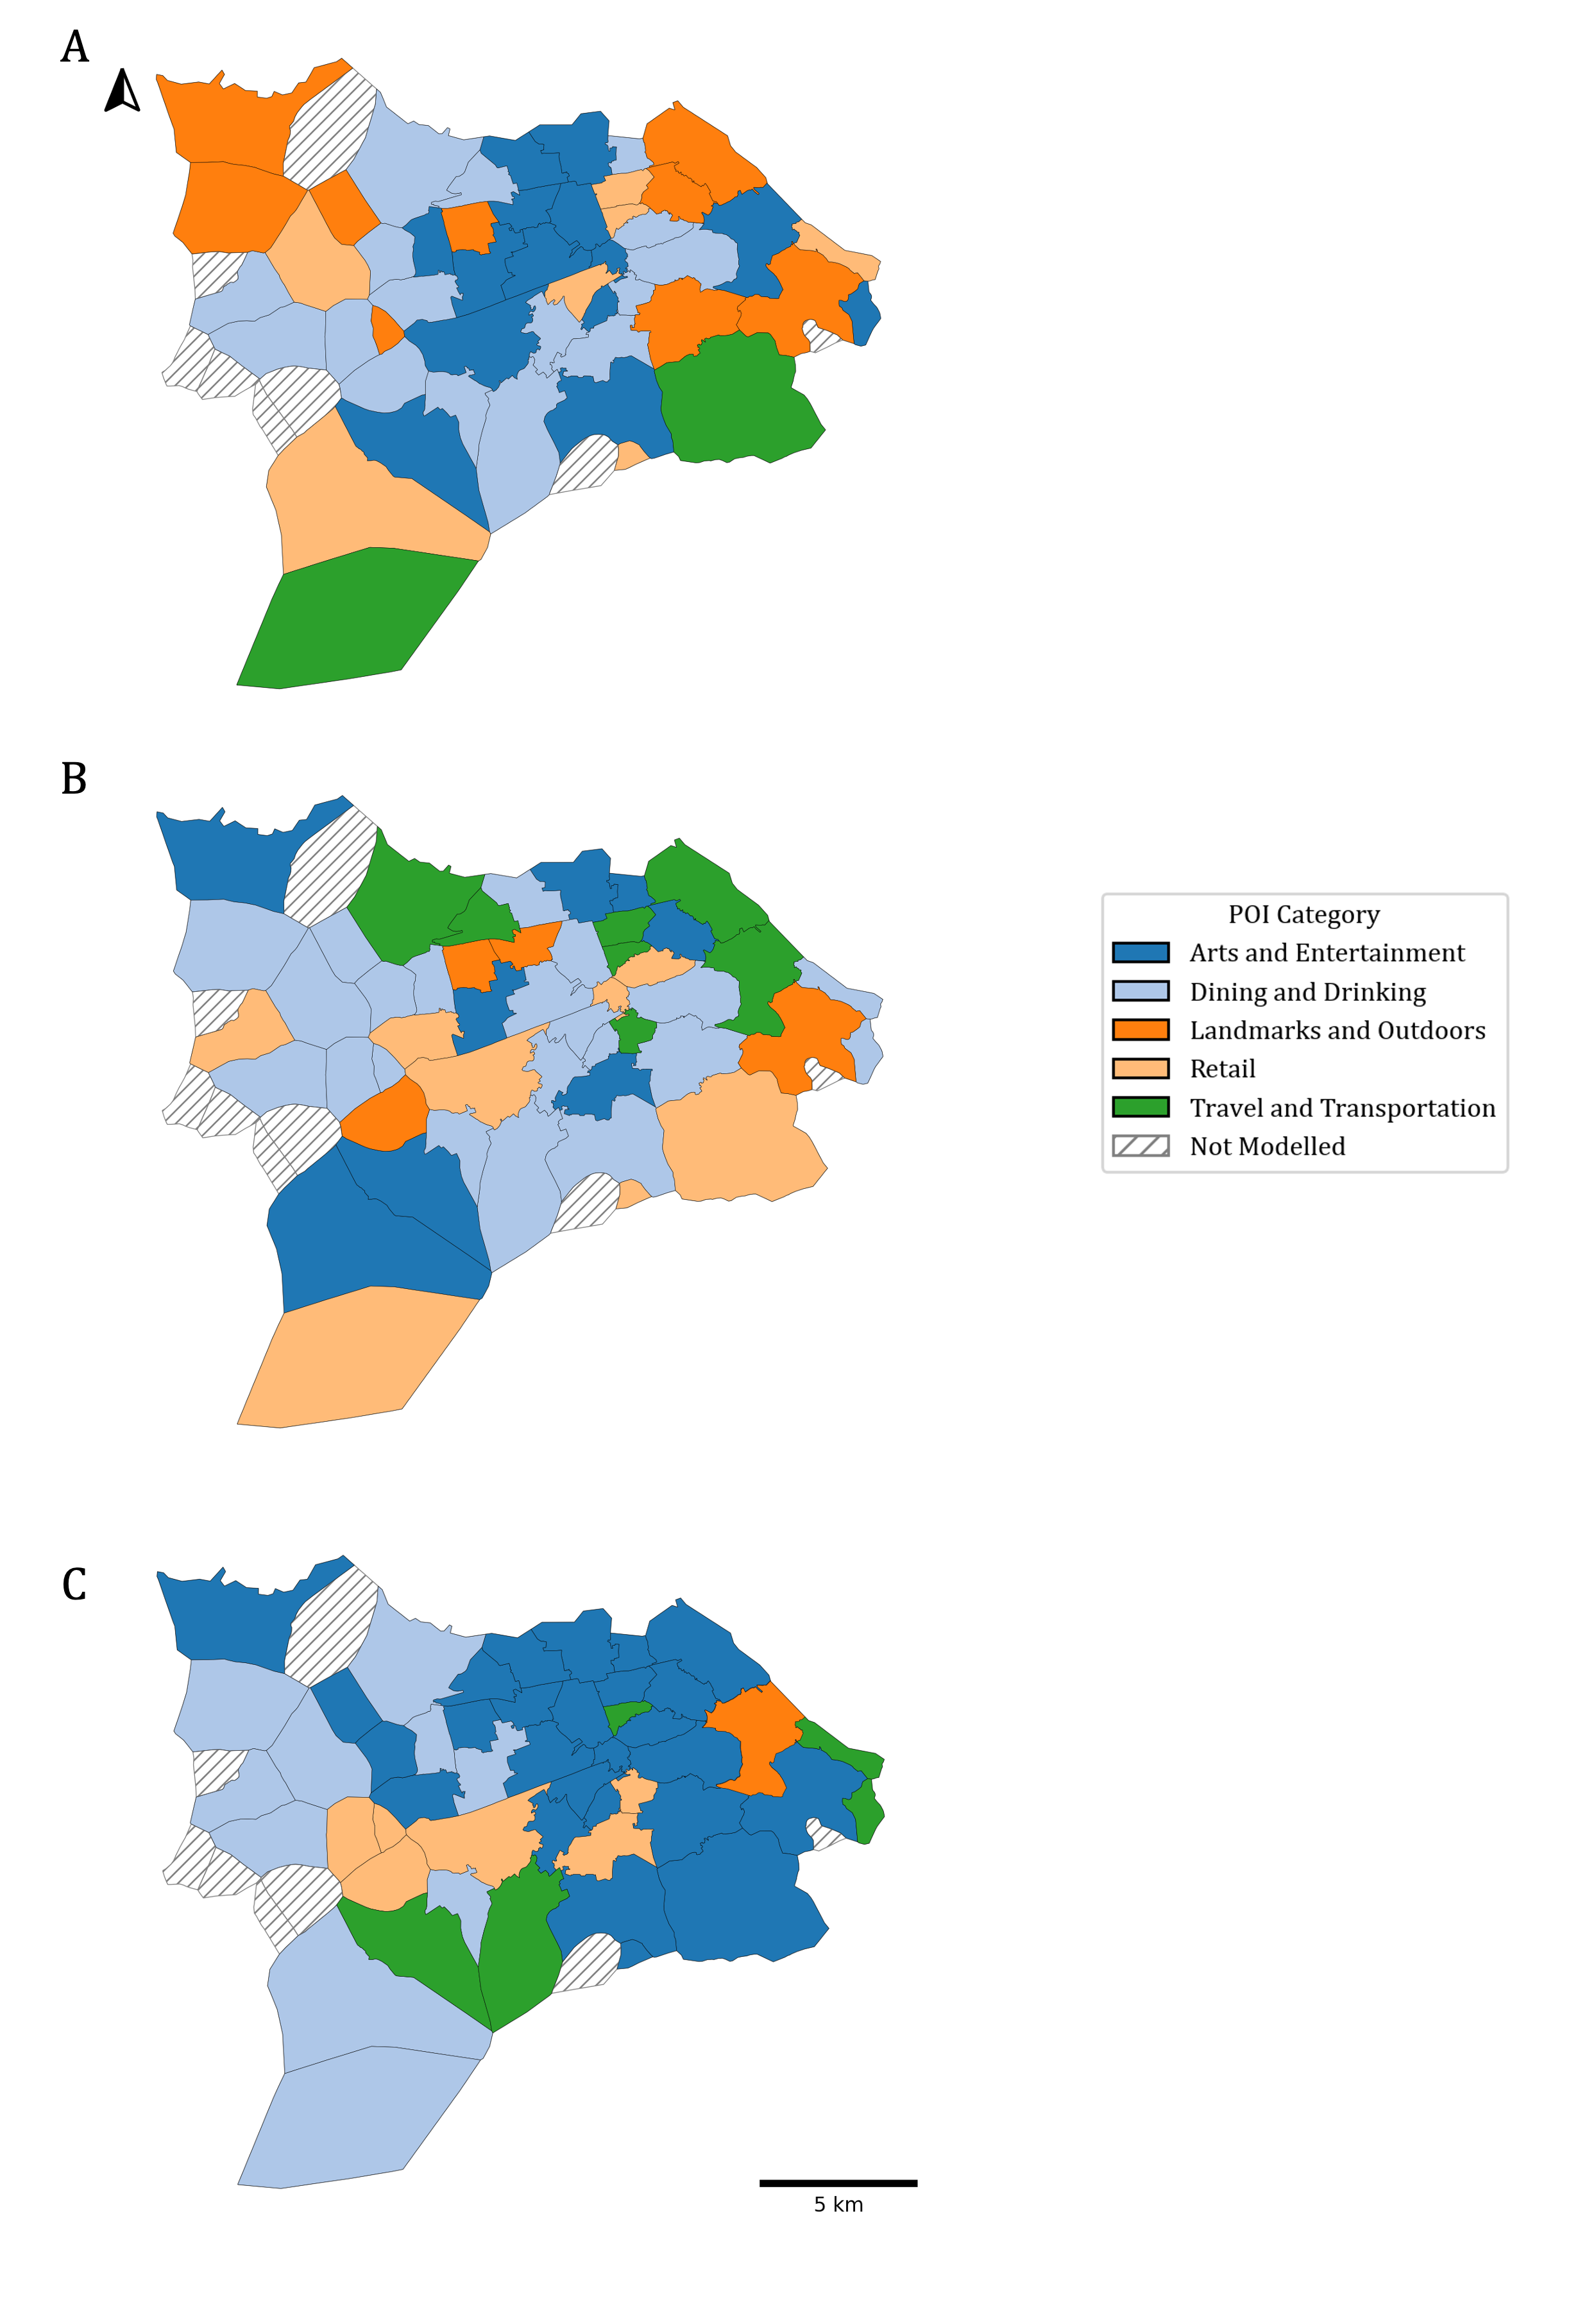 A
B
POI Category
Arts and Entertainment
Dining and Drinking
Landmarks and Outdoors
Retail
Travel and Transportation
Not Modelled
C
5 km